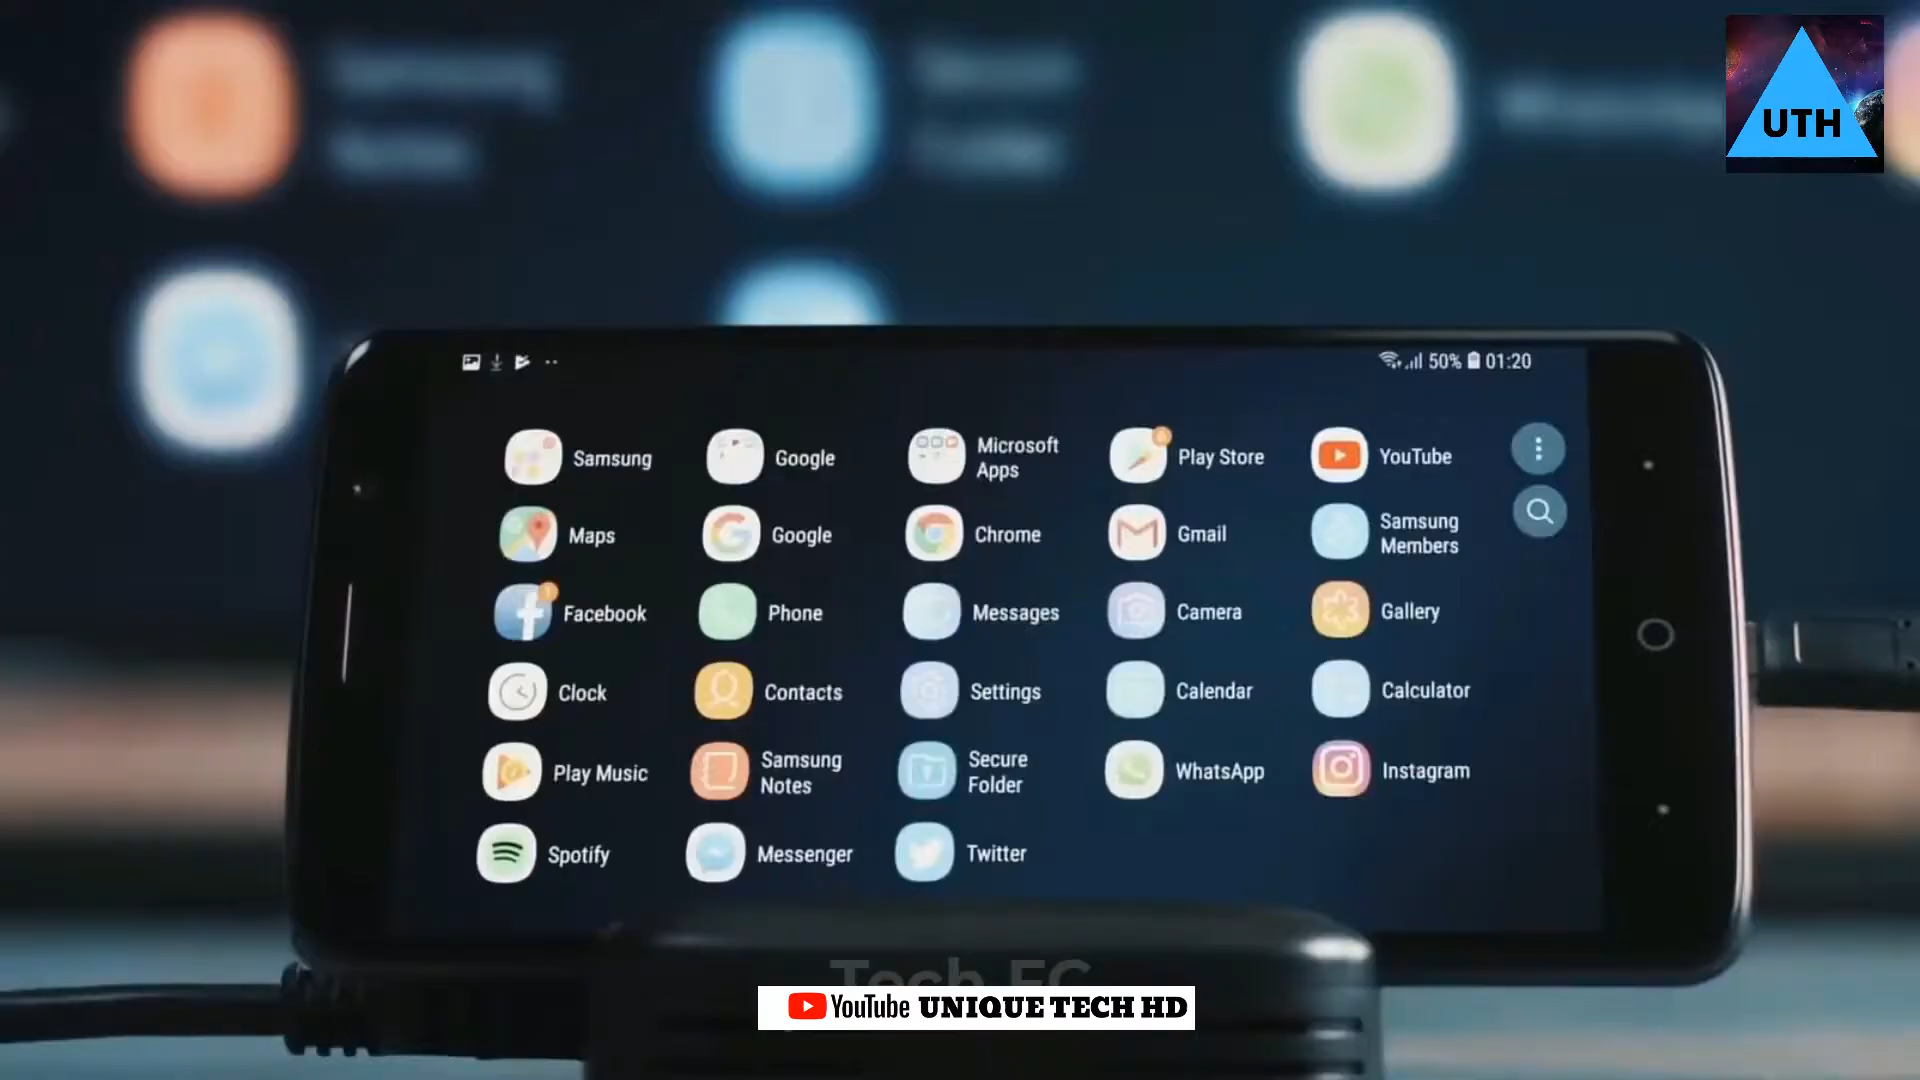 UTH
50% 01:20
Samsung
Google
Microsoft
Apps
Play Store
YouTube
Maps
Google
Chrome
Gmail
Samsung
Members
Facebook
Phone
Messages
Camera
Gallery
Clock
Contacts
Settings
Calendar
Calculator
Play Music
Samsung
Notes
Secure
Folder
WhatsApp
Instagram
Spotify
Messenger
Twitter
YouTube UNIQUE TECH HD